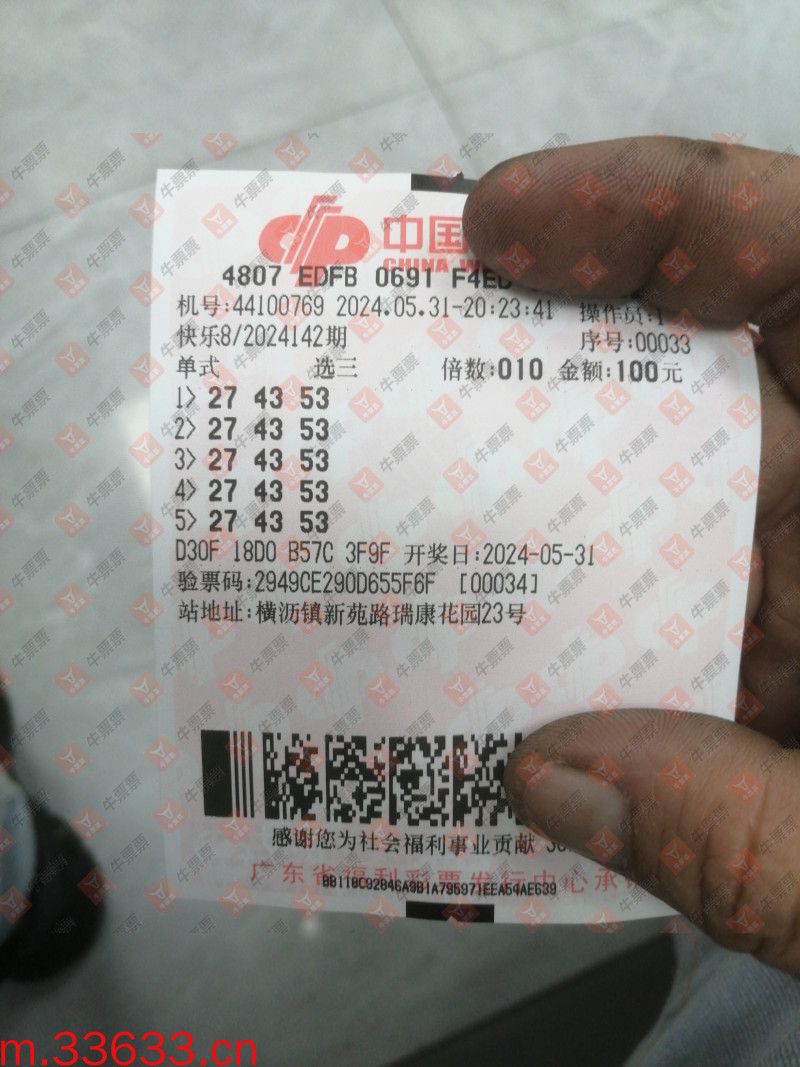 中国
CHINA W
4807 EDFB 0691 F4ED
机号:44100769 2024.05.31-20:23:41 操作员:1
快乐8/2024142期 序号:00033
单式 选三 倍数:010 金额:100元
1> 27 43 53
2> 27 43 53
3> 27 43 53
4> 27 43 53
5> 27 43 53
D30F 18D0 B57C 3F9F 开奖日:2024-05-31
验票码:2949CE290D655F6F [00034]
站地址:横沥镇新苑路瑞康花园23号
感谢您为社会福利事业贡献
广东省福利彩票发行中心承
BB118C92846A9B1A795971EEA54AE639
牛票票
m.33633.cn